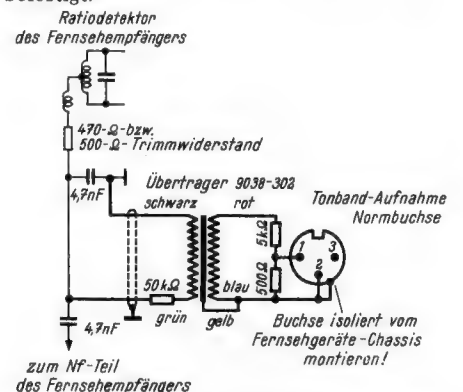 Ratiodetektor
des Fernsehempfängers
470-Ω-bzw.
500-Ω-Trimmwiderstand
4,7nF
Übertrager 9038-302
schwarz
rot
Tonband-Aufnahme
Normbuchse
5kΩ
1
3
2
500Ω
50kΩ
blau
grün
gelb
Buchse isoliert vom
Fernsehgeräte-Chassis
montieren!
4,7nF
zum Nf-Teil
des Fernsehempfängers